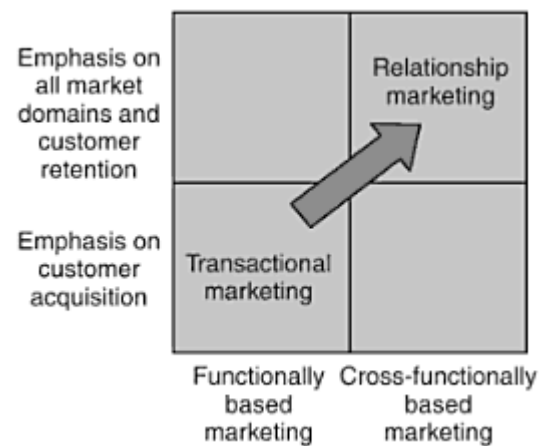 Emphasis on
all market
domains and
customer
retention
Relationship
marketing
Emphasis on
customer
acquisition
Transactional
marketing
Functionally
based
marketing
Cross-functionally
based
marketing